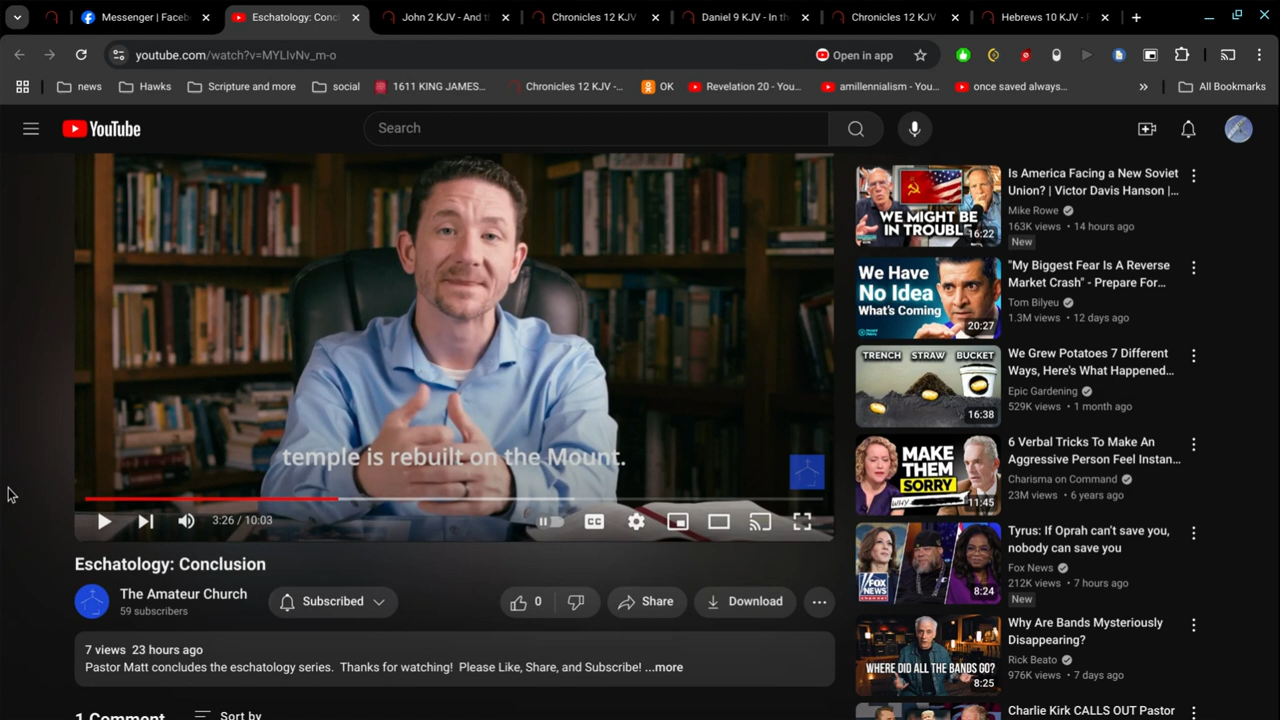 Messenger | Faceb
Eschatology: Concl
John 2 KJV - And t
Chronicles 12 KJV
Daniel 9 KJV - In th
Chronicles 12 KJV
Hebrews 10 KJV -
youtube.com/watch?v=MYLIvNv_m-o
Open in app
news
Hawks
Scripture and more
social
1611 KING JAMES...
Chronicles 12 KJV -...
OK
Revelation 20 - You...
amillennialism - You...
once saved always...
All Bookmarks
YouTube
Search
temple is rebuilt on the Mount.
3:26 / 10:03
CC
Eschatology: Conclusion
The Amateur Church
59 subscribers
Subscribed
0
Share
Download
7 views 23 hours ago
Pastor Matt concludes the eschatology series. Thanks for watching! Please Like, Share, and Subscribe! ...more
1 Comment
Sort by
WE MIGHT BE
IN TROUBLE
16:22
Is America Facing a New Soviet
Union? | Victor Davis Hanson |...
Mike Rowe
163K views • 14 hours ago
New
We Have
No Idea
What's Coming
20:27
"My Biggest Fear Is A Reverse
Market Crash" - Prepare For...
Tom Bilyeu
1.3M views • 12 days ago
TRENCH STRAW BUCKET
16:38
We Grew Potatoes 7 Different
Ways, Here's What Happened...
Epic Gardening
529K views • 1 month ago
MAKE
THEM
SORRY
WHY
11:45
6 Verbal Tricks To Make An
Aggressive Person Feel Instan...
Charisma on Command
23M views • 6 years ago
FOX
NEWS
8:24
Tyrus: If Oprah can't save you,
nobody can save you
Fox News
212K views • 7 hours ago
New
WHERE DID ALL THE BANDS GO?
8:25
Why Are Bands Mysteriously
Disappearing?
Rick Beato
976K views • 7 days ago
Charlie Kirk CALLS OUT Pastor